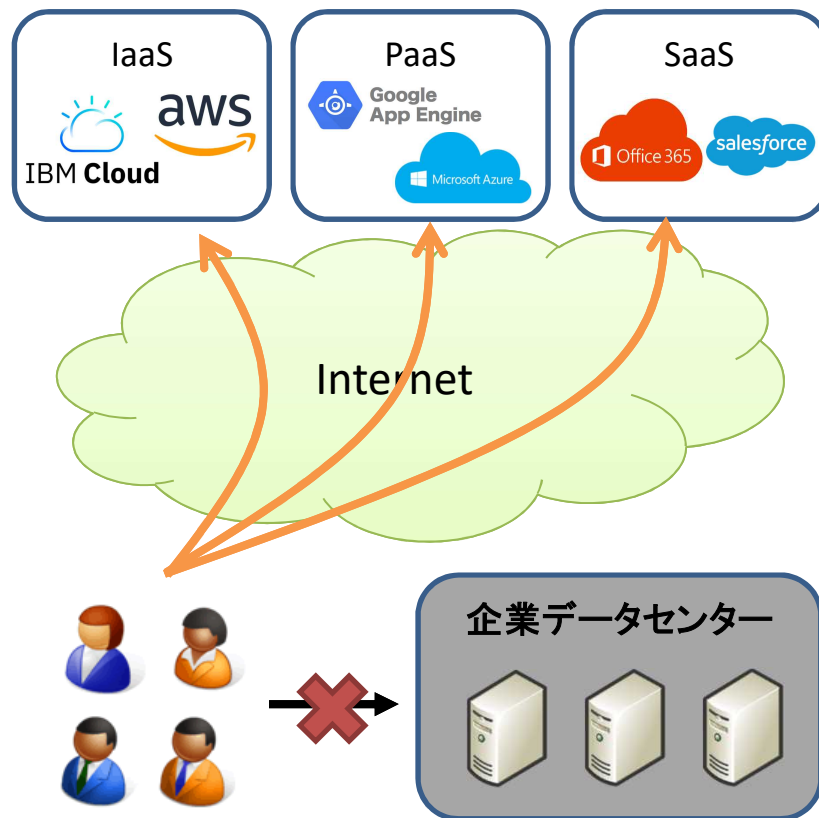 IaaS
IBM Cloud
aws
PaaS
Google
App Engine
Microsoft Azure
SaaS
Office 365
salesforce
Internet
企業データセンター